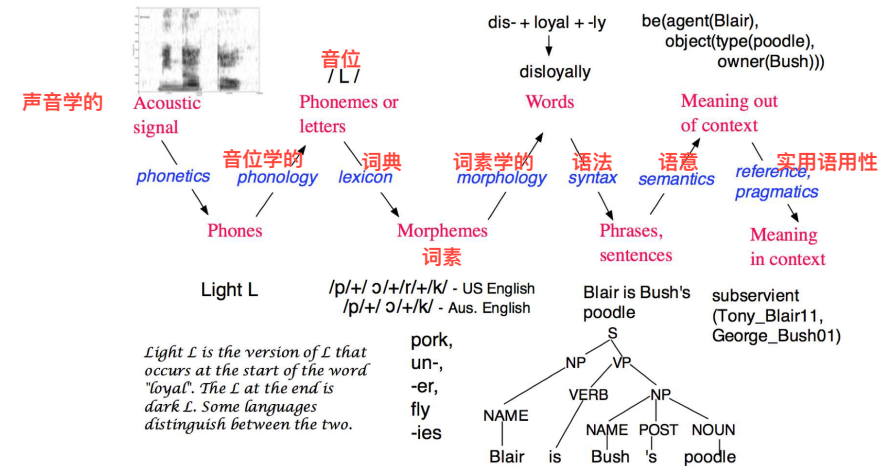 dis- + loyal + -ly
disloyally
be(agent(Blair),
object(type(poodle),
owner(Bush)))
音位
/ L /
声音学的
Acoustic
signal
Phonemes or
letters
Words
Meaning out
of context
音位学的
词典
词素学的
语法
语意
实用语用性
phonetics
phonology
lexicon
morphology
syntax
semantics
reference,
pragmatics
Phones
Morphemes
词素
Phrases,
sentences
Meaning
in context
Light L
/p/+/ ɔ/+/r/+/k/ - US English
/p/+/ ɔ/+/k/ - Aus. English
Blair is Bush's
poodle
subservient
(Tony_Blair11,
George_Bush01)
Light L is the version of L that
occurs at the start of the word
"loyal". The L at the end is
dark L. Some languages
distinguish between the two.
pork,
un-,
-er,
fly
-ies
S
NP VP
VERB NP
NAME NAME POST NOUN
Blair is Bush 's poodle